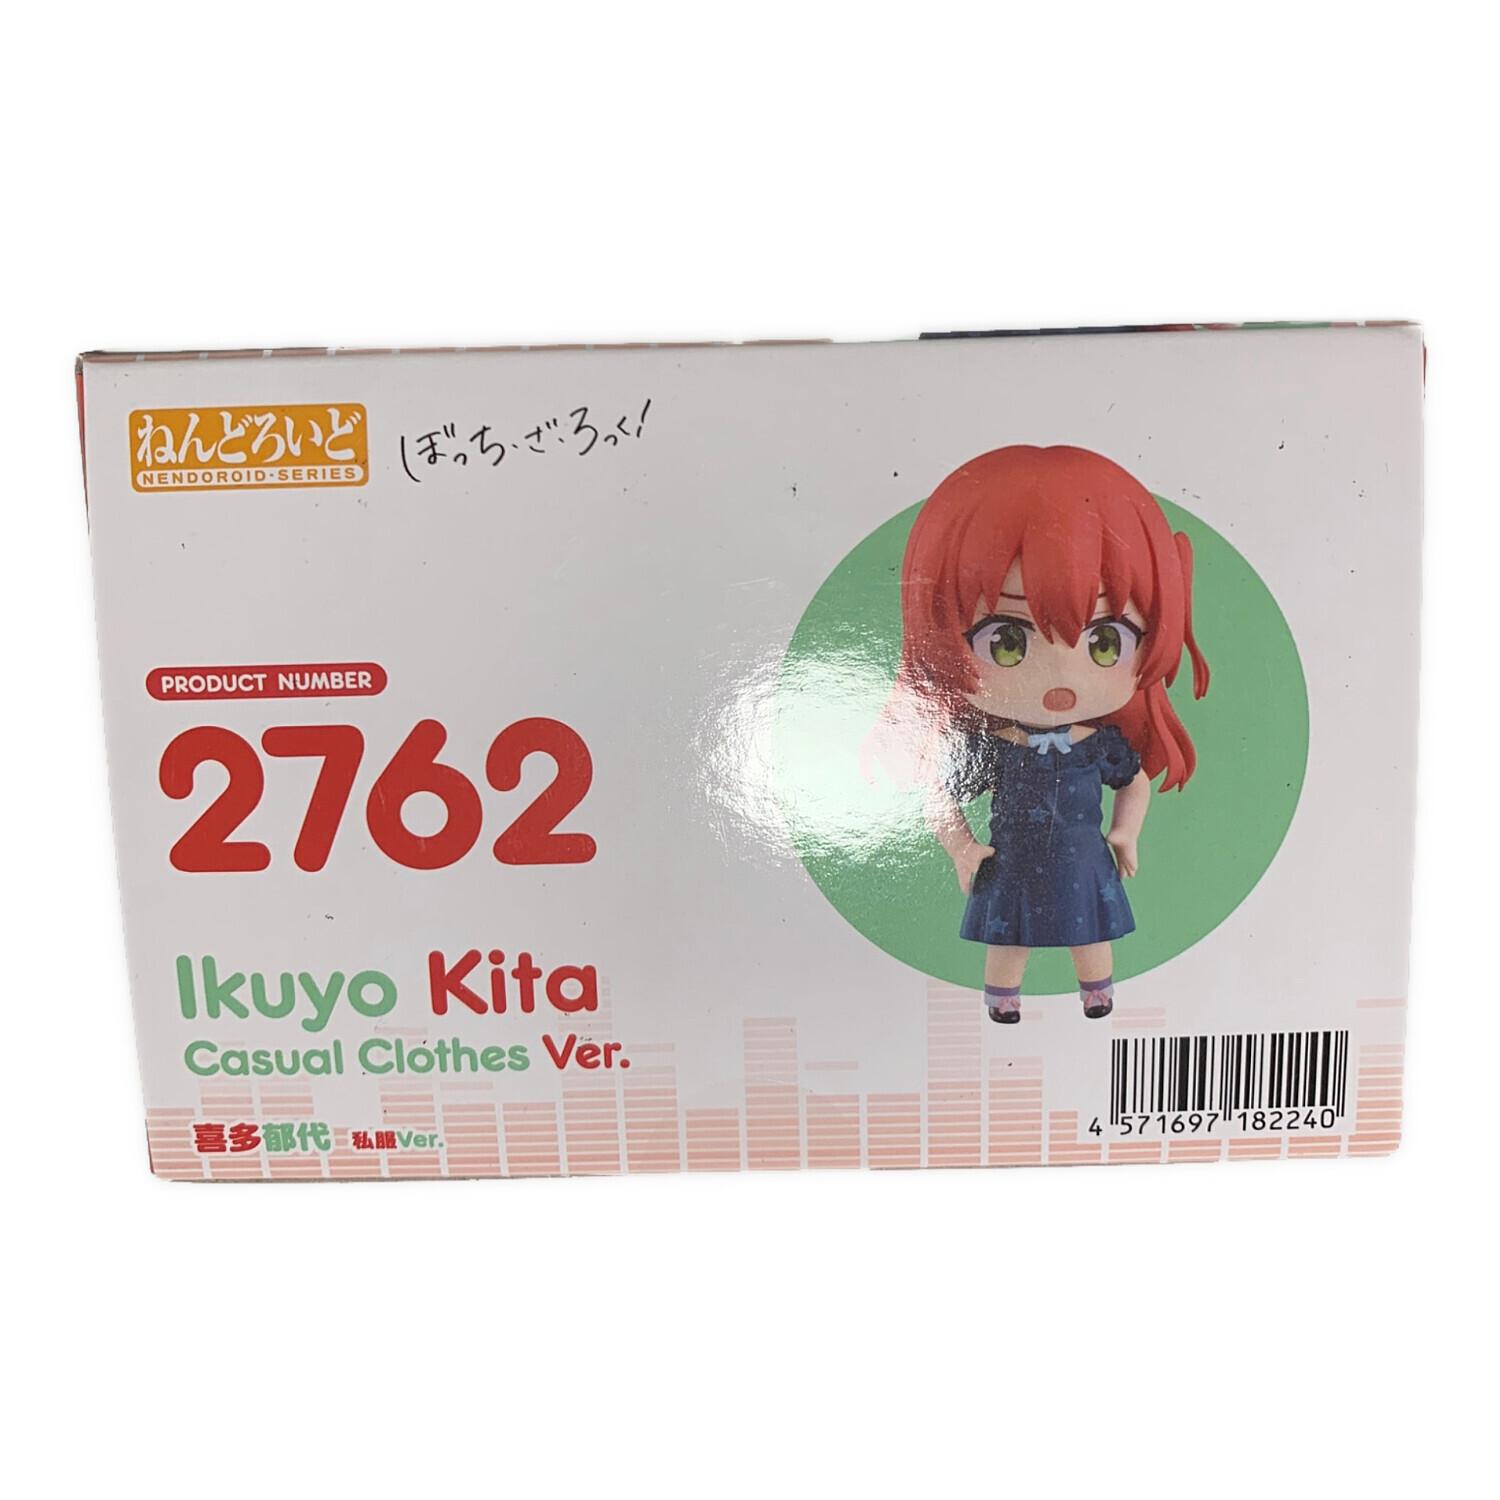 ねんどろいど
NENDOROID·SERIES
ぼっち・ざ・ろっく!
PRODUCT NUMBER
2762
Ikuyo Kita
Casual Clothes Ver.
喜多郁代 私服Ver.
4 571697 182240